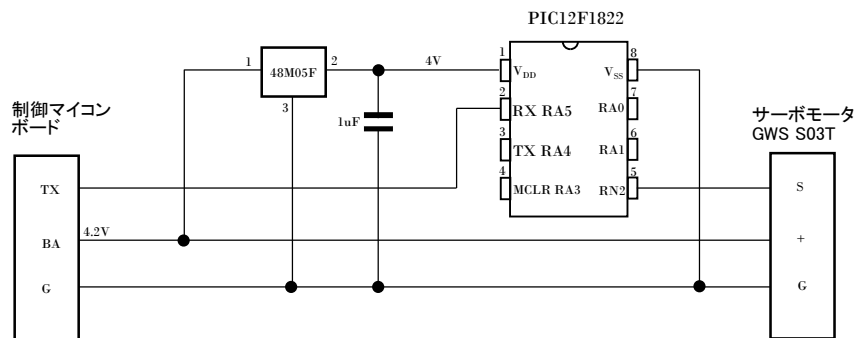 PIC12F1822
1
48M05F
2
3
4V
1uF
1
VDD
8
VSS
2
RX RA5
7
RA0
3
TX RA4
6
RA1
4
MCLR RA3
5
RN2
制御マイコン
ボード
TX
BA
4.2V
G
サーボモータ
GWS S03T
S
+
G